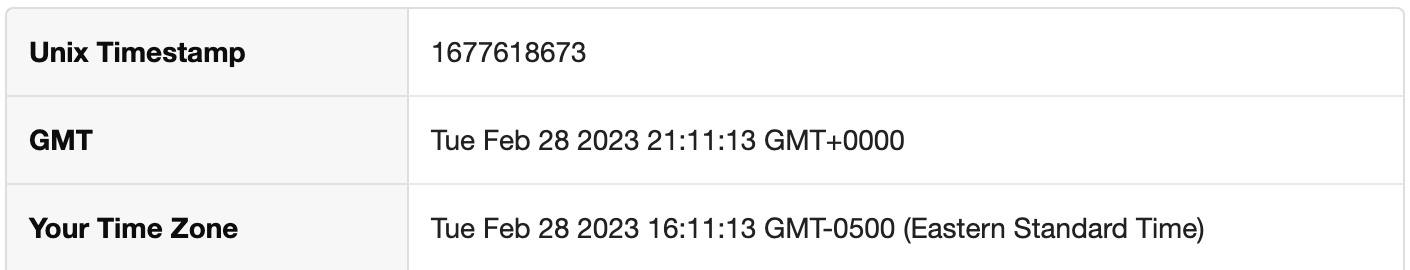 Unix Timestamp 1677618673
GMT Tue Feb 28 2023 21:11:13 GMT+0000
Your Time Zone Tue Feb 28 2023 16:11:13 GMT-0500 (Eastern Standard Time)